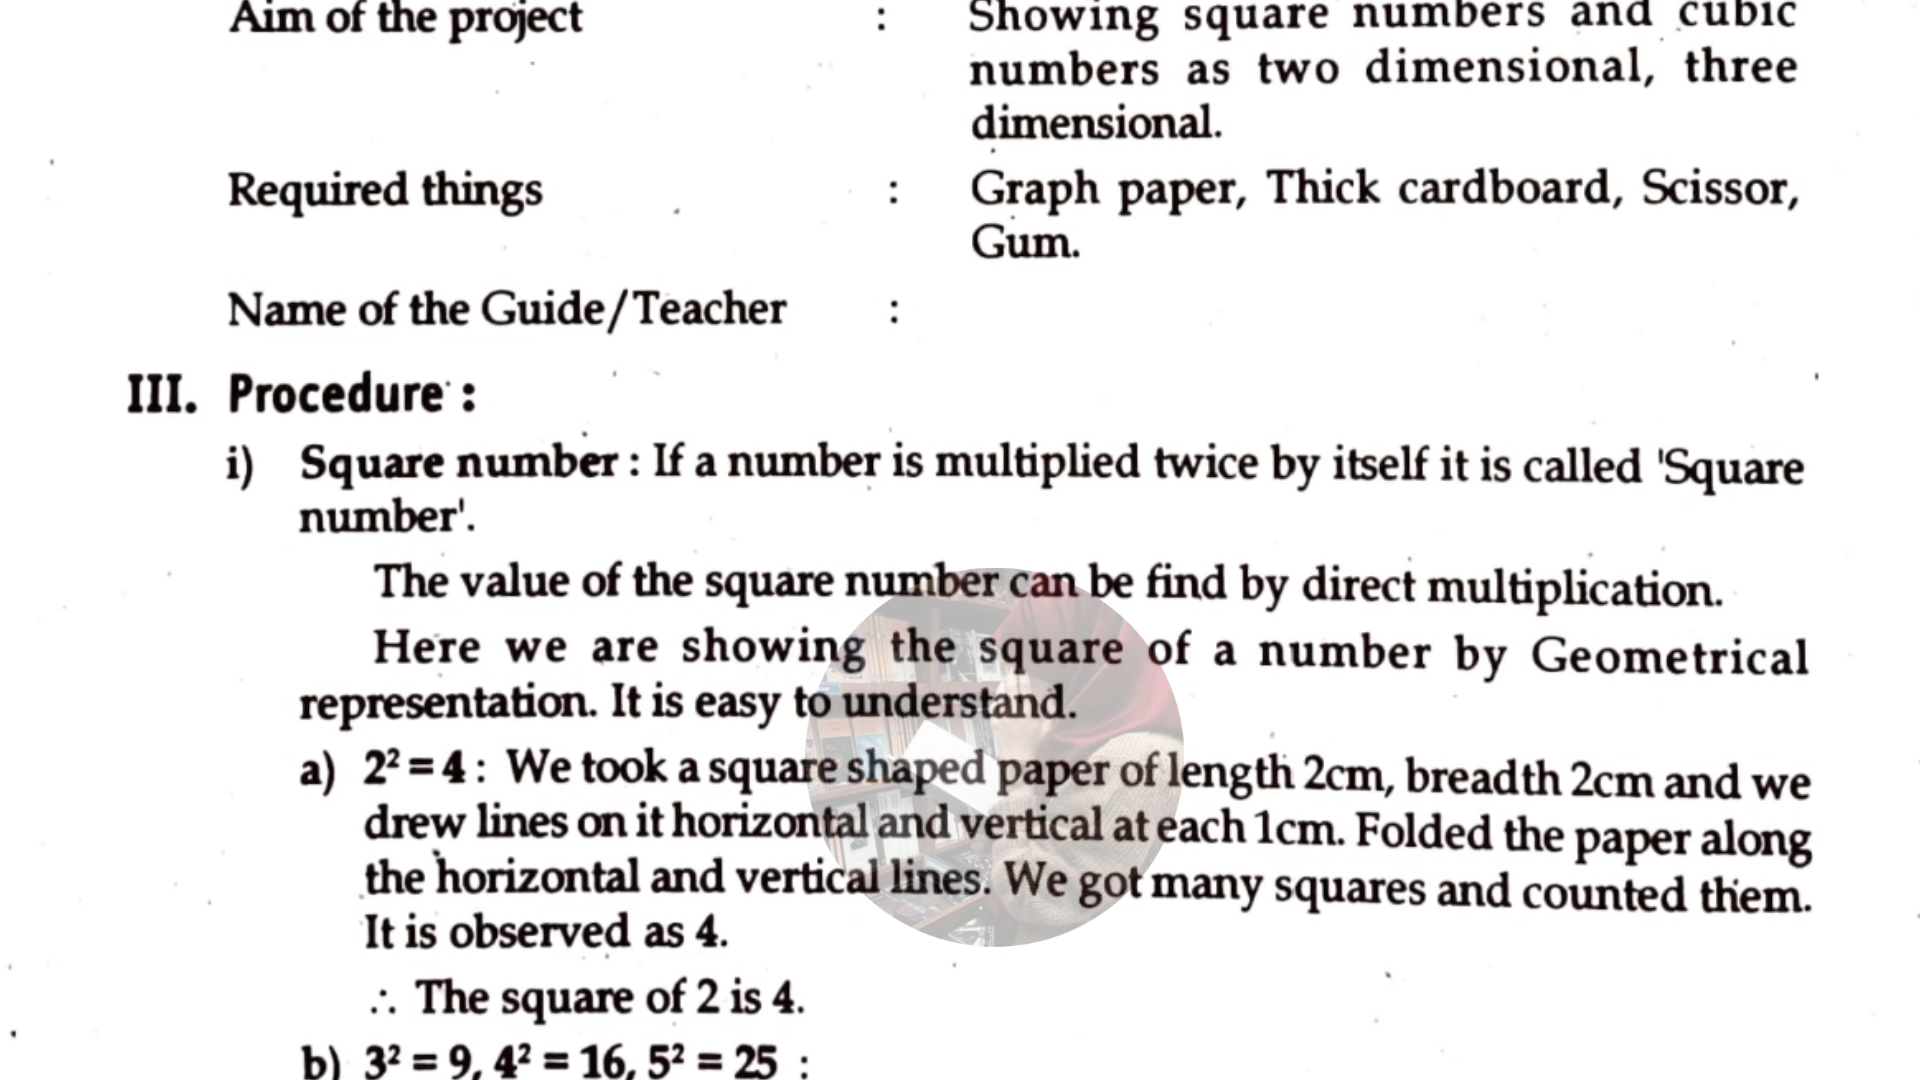 Aim of the project : Showing square numbers and cubic
numbers as two dimensional, three
dimensional.
Required things : Graph paper, Thick cardboard, Scissor,
Gum.
Name of the Guide/Teacher :
III. Procedure :
i) Square number : If a number is multiplied twice by itself it is called 'Square
number'.
The value of the square number can be find by direct multiplication.
Here we are showing the square of a number by Geometrical
representation. It is easy to understand.
a) 2² = 4 : We took a square shaped paper of length 2cm, breadth 2cm and we
drew lines on it horizontal and vertical at each 1cm. Folded the paper along
the horizontal and vertical lines. We got many squares and counted them.
It is observed as 4.
∴ The square of 2 is 4.
b) 3² = 9, 4² = 16, 5² = 25 :